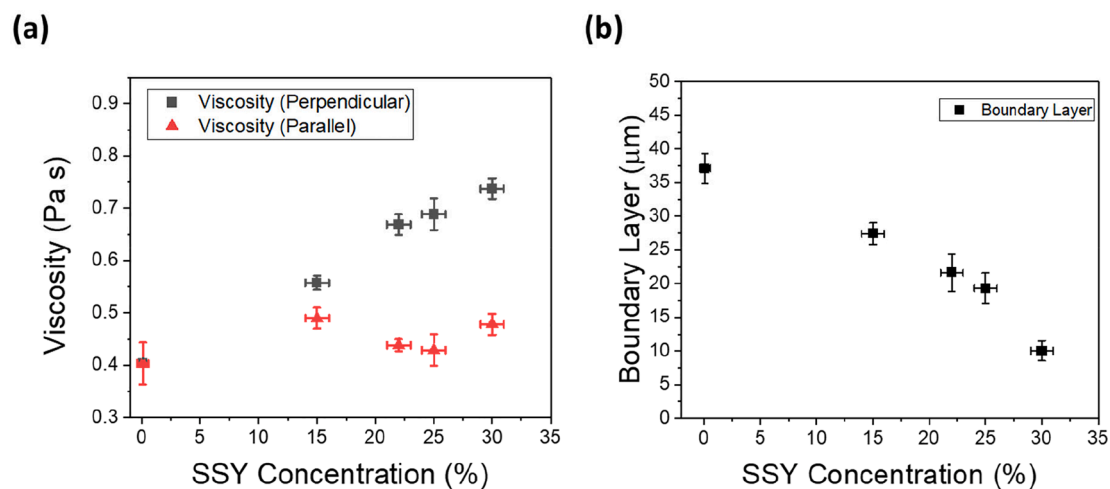 (a)
Viscosity (Perpendicular)
Viscosity (Parallel)
0.9
0.8
0.7
0.6
0.5
0.4
0.3
Viscosity (Pa s)
0 5 10 15 20 25 30 35
SSY Concentration (%)
(b)
Boundary Layer
50
45
40
35
30
25
20
15
10
5
0
Boundary Layer (μm)
0 5 10 15 20 25 30 35
SSY Concentration (%)